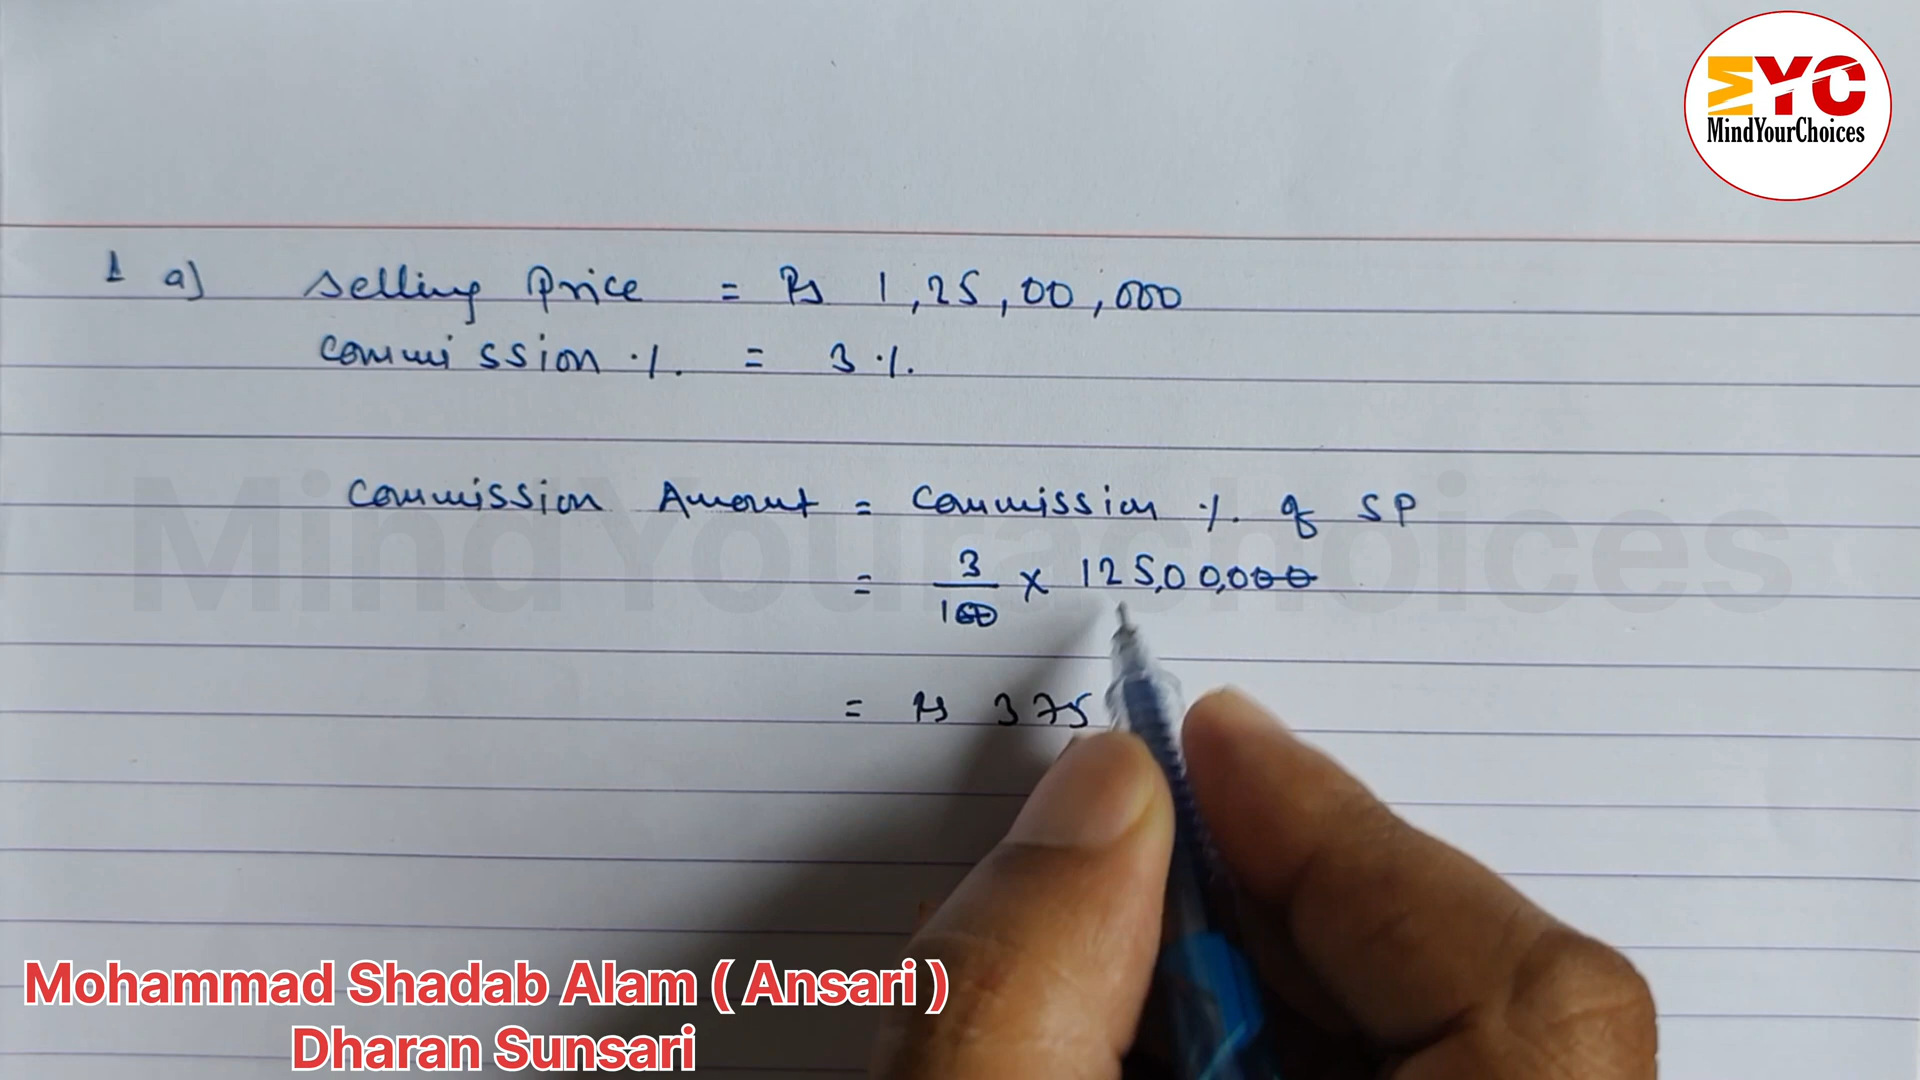 MYC
MindYourChoices
1 a) Selling Price = Rs 1,25,00,000
Commission % = 3%
Commission Amount = Commission % of SP
= 3/100 × 125,00,000
= Rs 375
MindYourachoices
Mohammad Shadab Alam ( Ansari )
Dharan Sunsari